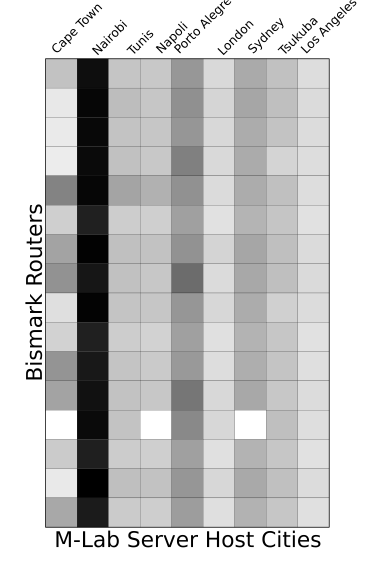 Cape Town
Nairobi
Tunis
Napoli
Porto Alegre
London
Sydney
Tsukuba
Los Angeles
Bismark Routers
M-Lab Server Host Cities